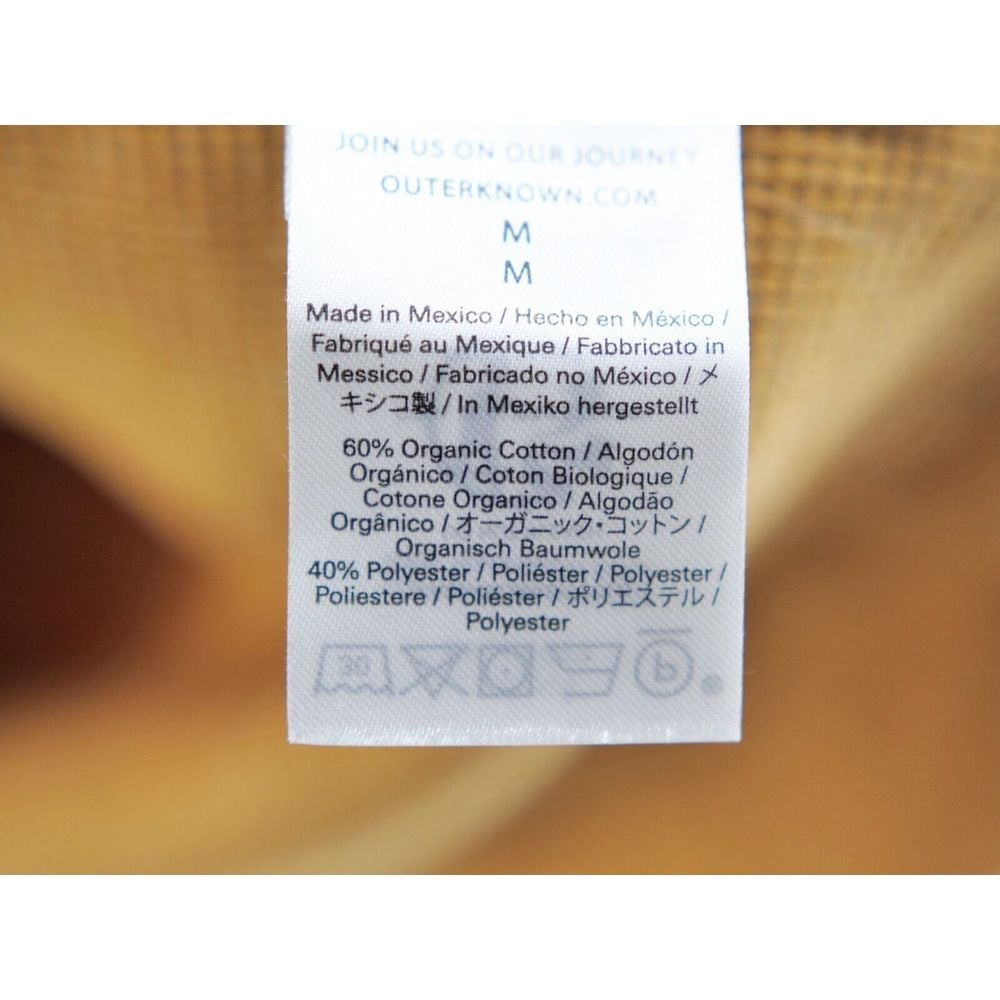 JOIN US ON OUR JOURNEY
OUTERKNOWN.COM
M
M
Made in Mexico / Hecho en México /
Fabriqué au Mexique / Fabbricato in
Messico / Fabricado no México / メ
キシコ製 / In Mexiko hergestellt
60% Organic Cotton / Algodón
Orgánico / Coton Biologique /
Cotone Organico / Algodão
Orgânico / オーガニック・コットン /
Organisch Baumwole
40% Polyester / Poliéster / Polyester /
Poliestere / Poliéster / ポリエステル /
Polyester